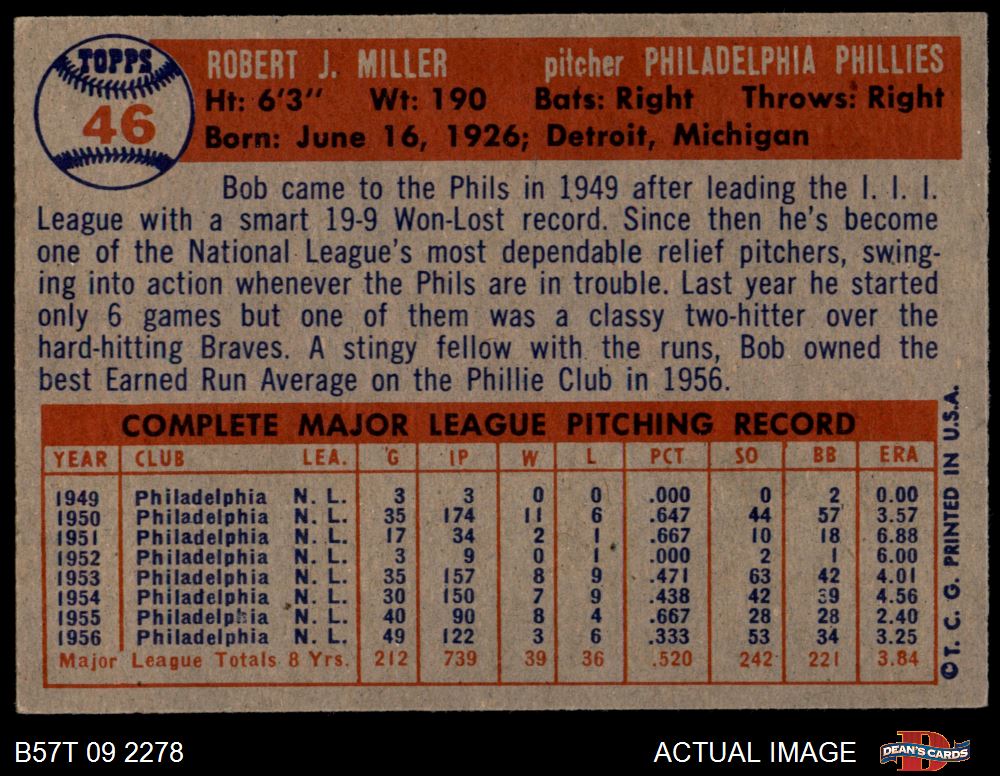 TOPPS
46
ROBERT J. MILLER pitcher PHILADELPHIA PHILLIES
Ht: 6'3" Wt: 190 Bats: Right Throws: Right
Born: June 16, 1926; Detroit, Michigan
Bob came to the Phils in 1949 after leading the I. I. I.
League with a smart 19-9 Won-Lost record. Since then he's become
one of the National League's most dependable relief pitchers, swing-
ing into action whenever the Phils are in trouble. Last year he started
only 6 games but one of them was a classy two-hitter over the
hard-hitting Braves. A stingy fellow with the runs, Bob owned the
best Earned Run Average on the Phillie Club in 1956.
COMPLETE MAJOR LEAGUE PITCHING RECORD
YEAR CLUB LEA. G IP W L PCT SO BB ERA
1949 Philadelphia N. L. 3 3 0 0 .000 0 2 0.00
1950 Philadelphia N. L. 35 174 11 6 .647 44 57 3.57
1951 Philadelphia N. L. 17 34 2 1 .667 10 18 6.88
1952 Philadelphia N. L. 3 9 0 1 .000 2 1 6.00
1953 Philadelphia N. L. 35 157 8 9 .471 63 42 4.01
1954 Philadelphia N. L. 30 150 7 9 .438 42 39 4.56
1955 Philadelphia N. L. 40 90 8 4 .667 28 28 2.40
1956 Philadelphia N. L. 49 122 3 6 .333 53 34 3.25
Major League Totals 8 Yrs. 212 739 39 36 .520 242 221 3.84
© T. C. G. PRINTED IN U.S.A.
B57T 09 2278 ACTUAL IMAGE D DEAN'S CARDS